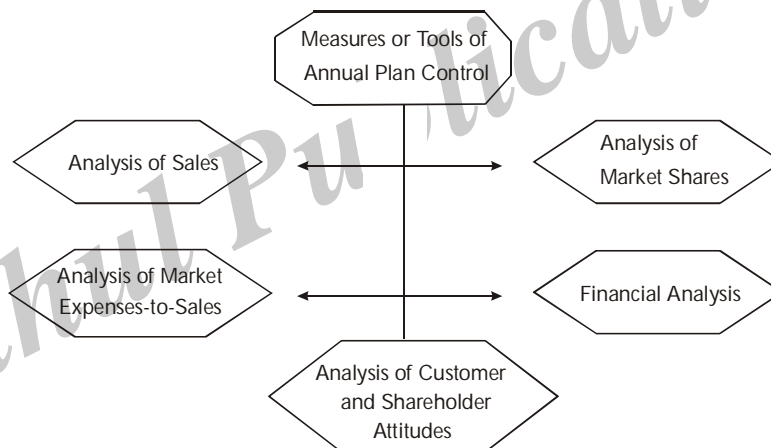 Measures or Tools of
Annual Plan Control
Analysis of Sales
Analysis of
Market Shares
Analysis of Market
Expenses-to-Sales
Financial Analysis
Analysis of Customer
and Shareholder
Attitudes